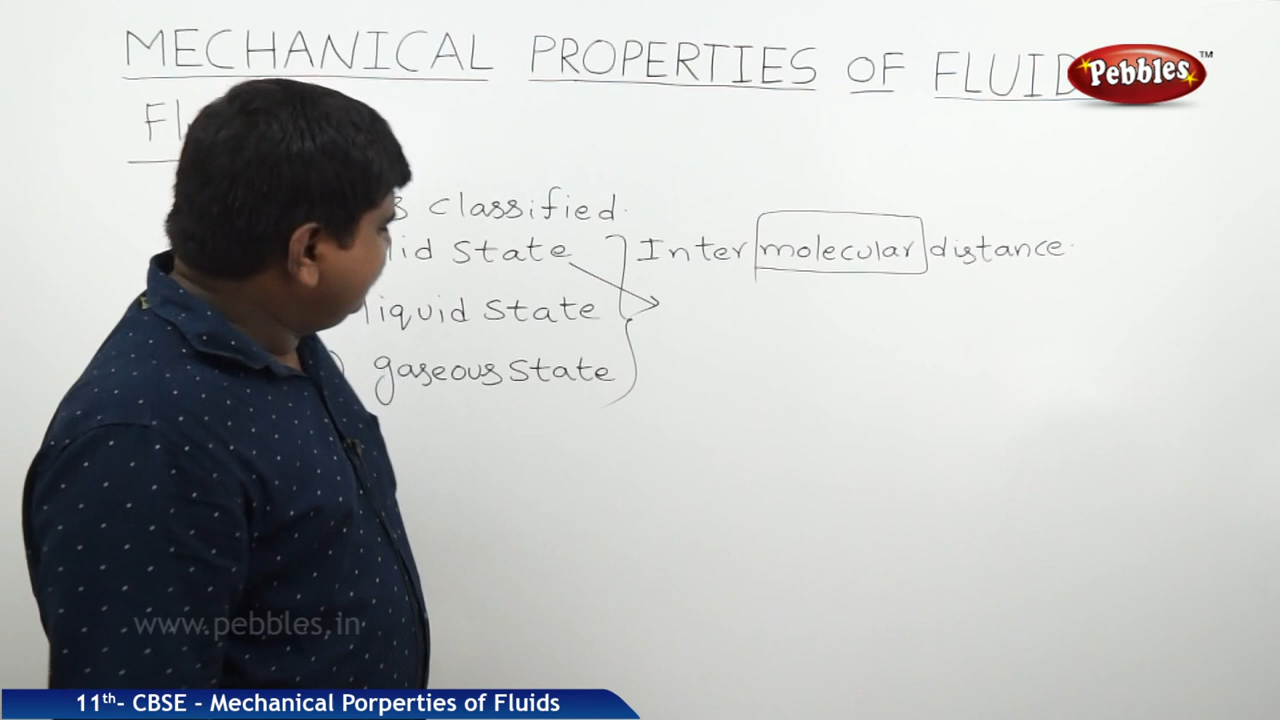 MECHANICAL PROPERTIES OF FLUID
Pebbles™
classified.
State
Inter molecular distance.
liquid State
gaseous State
www.pebbles.in
11th- CBSE - Mechanical Porperties of Fluids